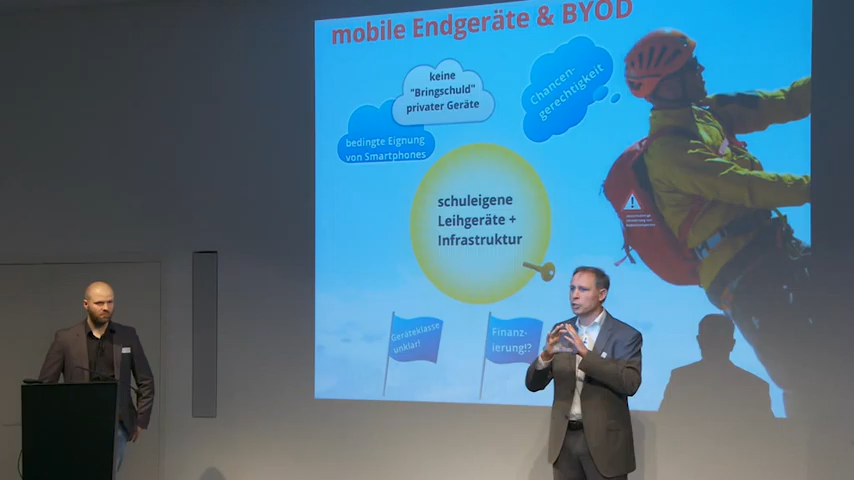 mobile Endgeräte & BYOD
keine
"Bringschuld"
privater Geräte
Chancen-
gerechtigkeit
bedingte Eignung
von Smartphones
schuleigene
Leihgeräte +
Infrastruktur
Geräteklasse
unklar!
Finanz-
ierung!?